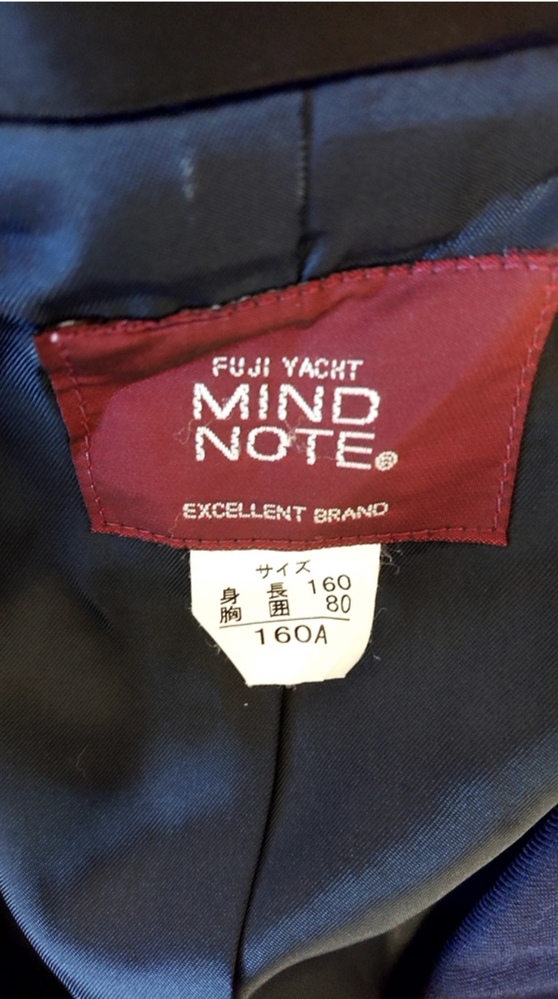 FUJI YACHT
MIND
NOTE®
EXCELLENT BRAND
サイズ
身 長 160
胸 囲 80
160A